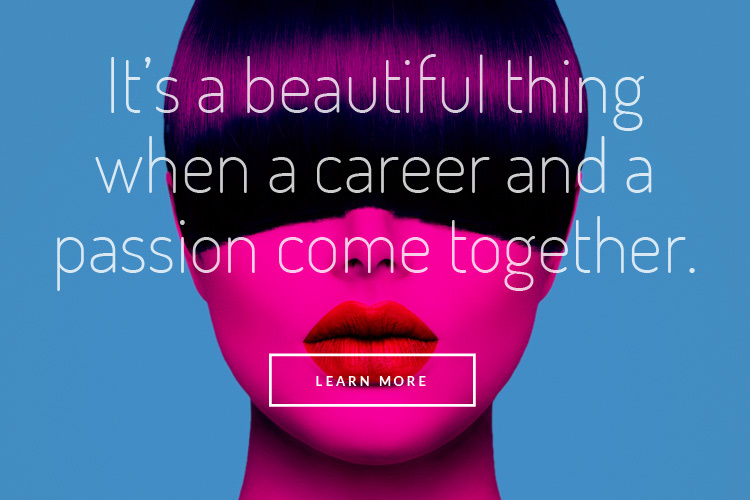 It's a beautiful thing
when a career and a
passion come together.
LEARN MORE